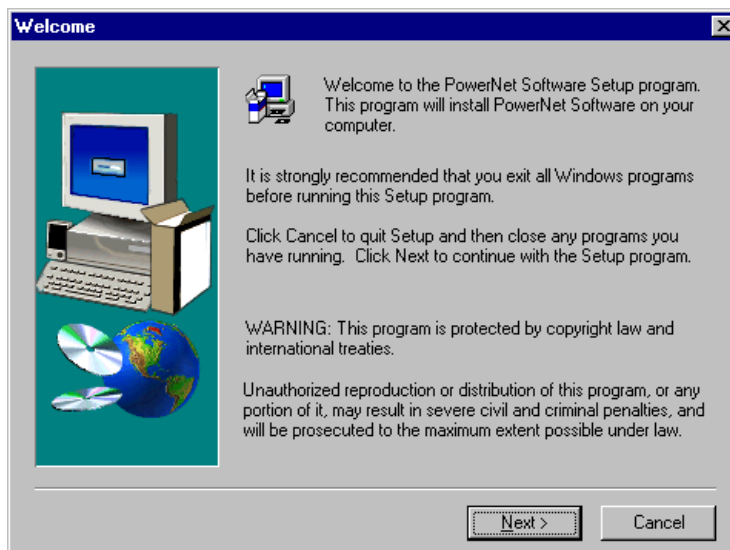 Welcome
Welcome to the PowerNet Software Setup program.
This program will install PowerNet Software on your
computer.
It is strongly recommended that you exit all Windows programs
before running this Setup program.
Click Cancel to quit Setup and then close any programs you
have running.  Click Next to continue with the Setup program.
WARNING: This program is protected by copyright law and
international treaties.
Unauthorized reproduction or distribution of this program, or any
portion of it, may result in severe civil and criminal penalties, and
will be prosecuted to the maximum extent possible under law.
Next >
Cancel